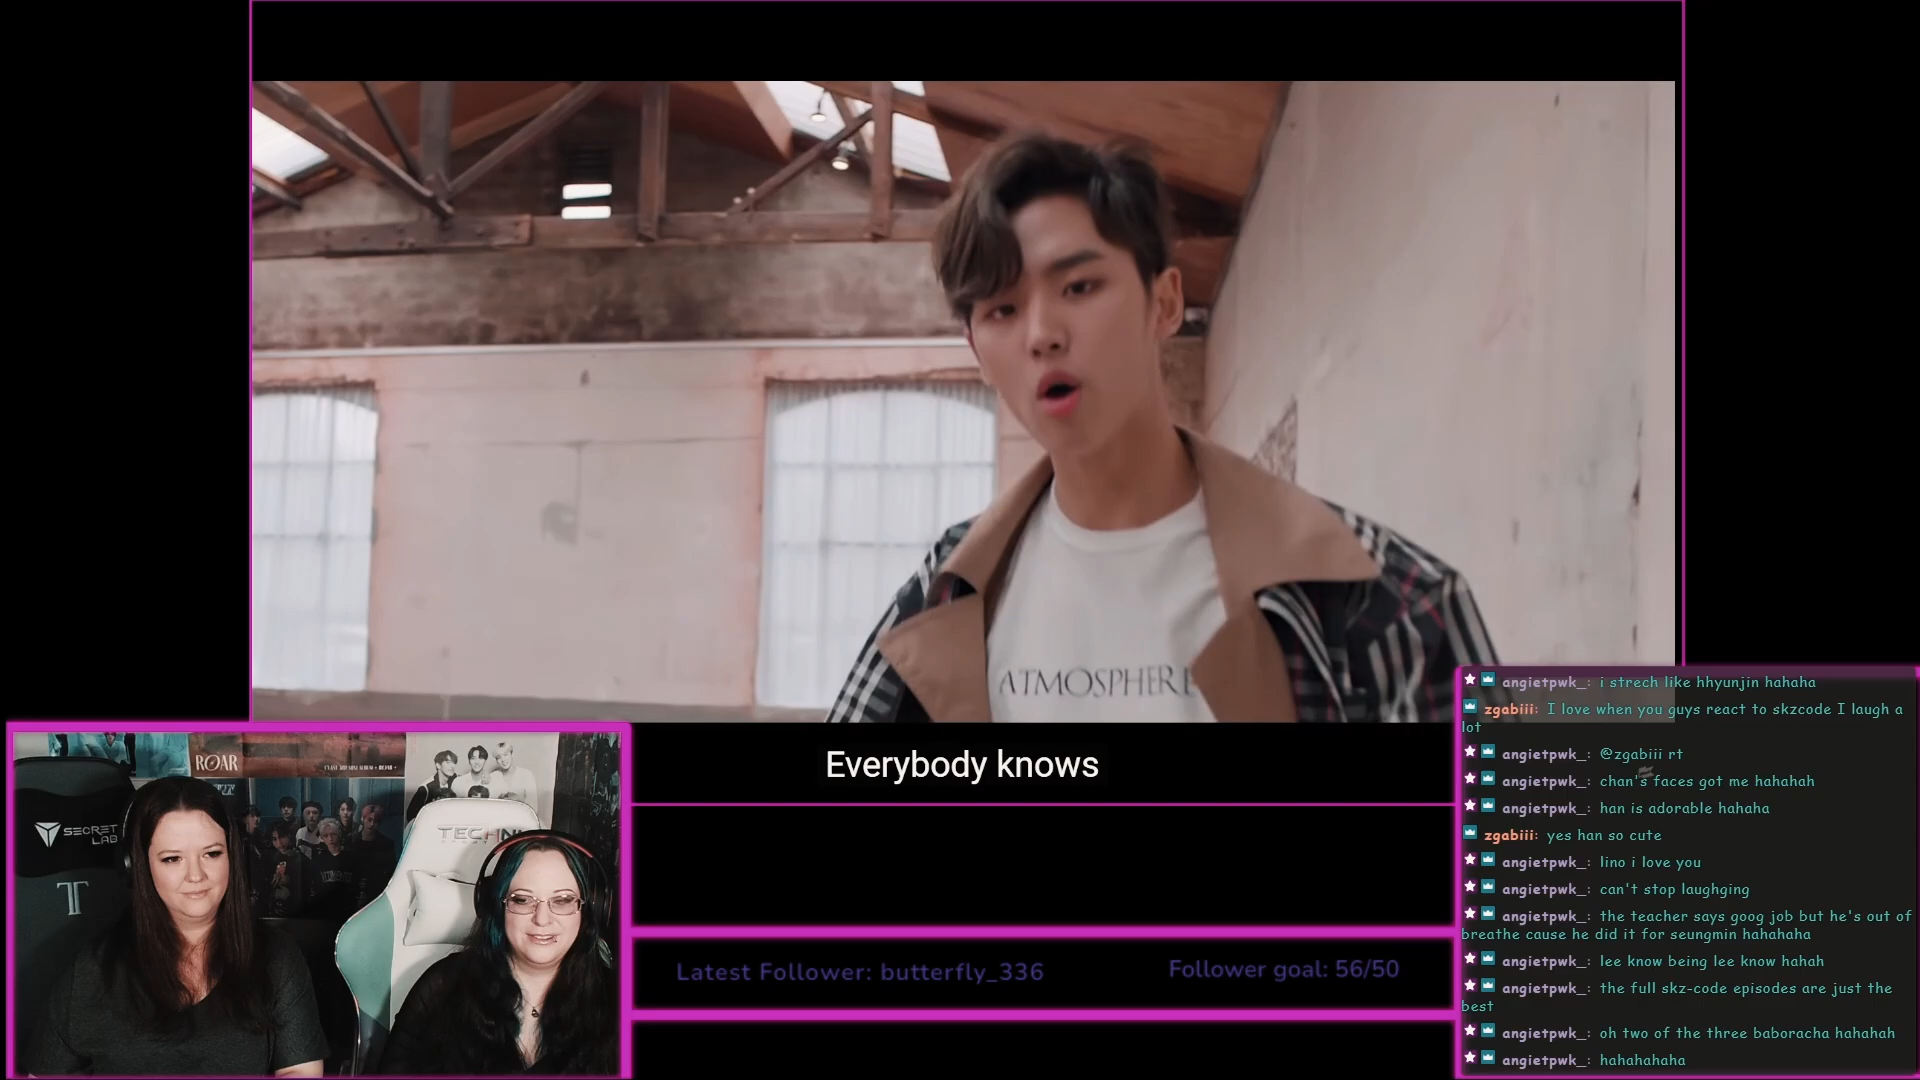 ATMOSPHERE
Everybody knows
ROAR
SECRET
LAB
TECHNI
Latest Follower: butterfly_336
Follower goal: 56/50
angietpwk_: i strech like hhyunjin hahaha
zgabiii: I love when you guys react to skzcode I laugh a
lot
angietpwk_: @zgabiii rt
angietpwk_: chan's faces got me hahahah
angietpwk_: han is adorable hahaha
zgabiii: yes han so cute
angietpwk_: lino i love you
angietpwk_: can't stop laughging
angietpwk_: the teacher says goog job but he's out of
breathe cause he did it for seungmin hahahaha
angietpwk_: lee know being lee know hahah
angietpwk_: the full skz-code episodes are just the
best
angietpwk_: oh two of the three baboracha hahahah
angietpwk_: hahahahaha